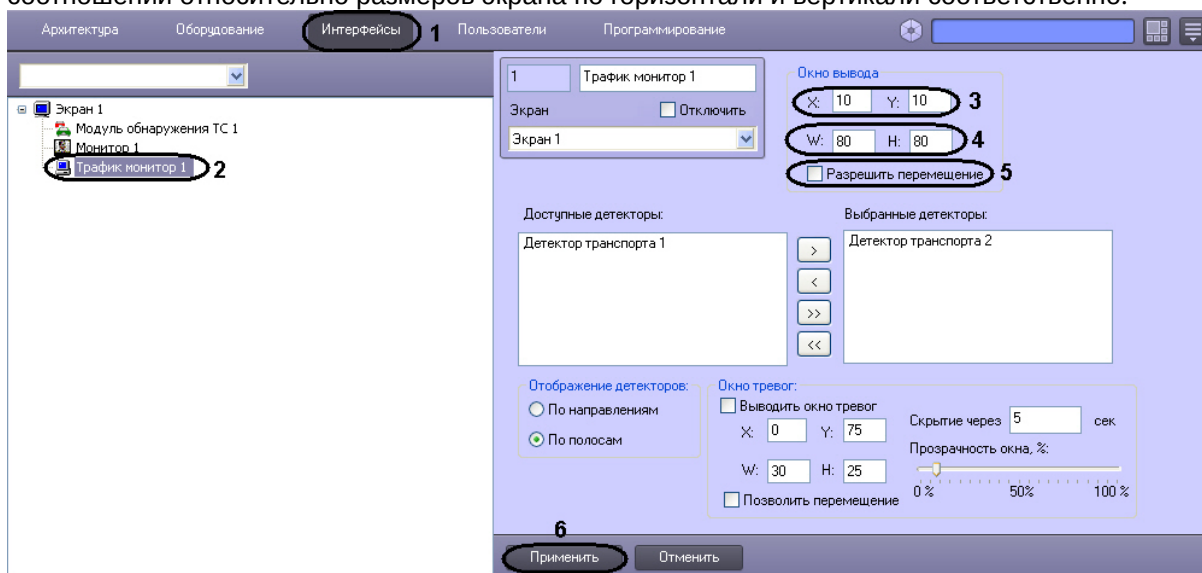 соотношении относительно размеров экрана по горизонтали и вертикали соответственно.
Архитектура Оборудование Интерфейсы 1 Пользователи Программирование
Экран 1
Модуль обнаружения ТС 1
Монитор 1
Трафик монитор 1 2
1 Трафик монитор 1
Экран Отключить
Экран 1
Окно вывода
X: 10 Y: 10 3
W: 80 H: 80 4
Разрешить перемещение 5
Доступные детекторы: Выбранные детекторы:
Детектор транспорта 1 > Детектор транспорта 2
<
>>
<<
Отображение детекторов:
По направлениям
По полосам
Окно тревог:
Выводить окно тревог
X: 0 Y: 75
W: 30 H: 25
Позволить перемещение
Скрытие через 5 сек
Прозрачность окна, %:
0 % 50% 100 %
6
Применить Отменить